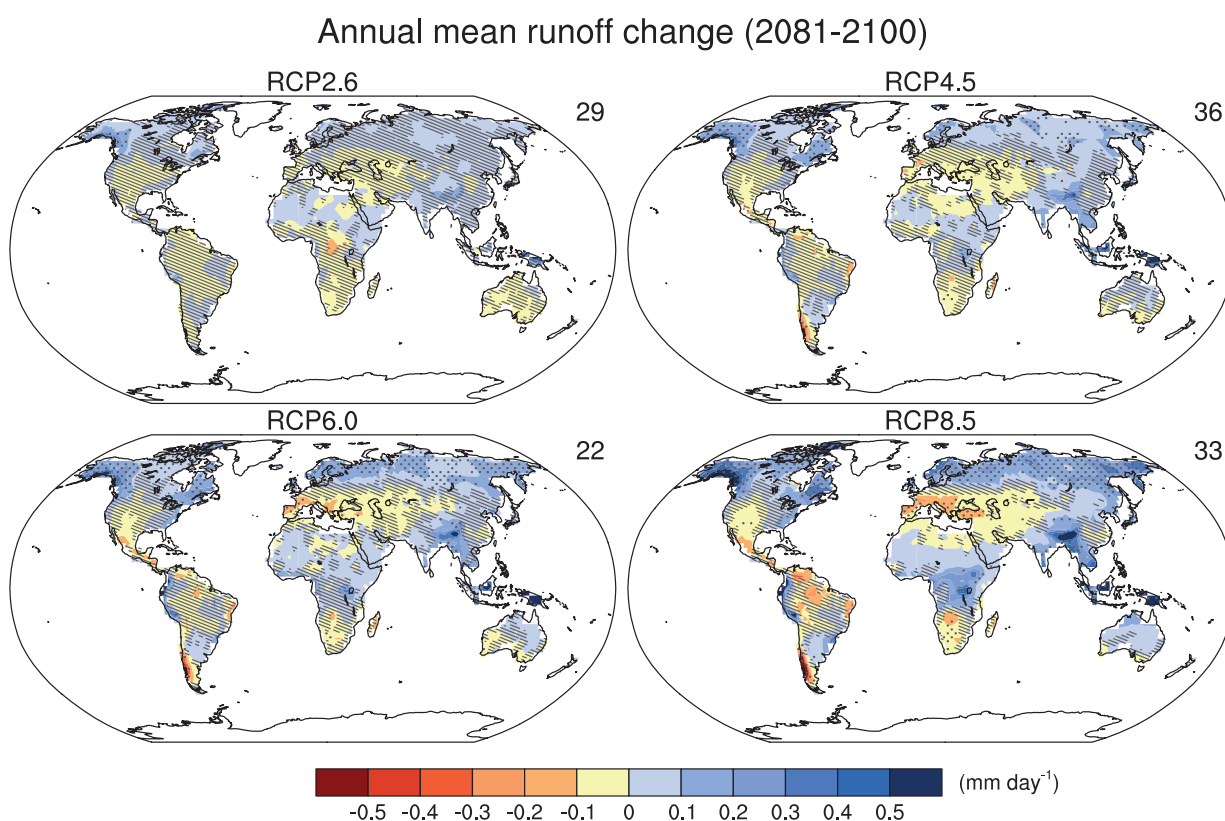 Annual mean runoff change (2081-2100)
RCP2.6
29
RCP4.5
36
RCP6.0
22
RCP8.5
33
(mm day⁻¹)
-0.5 -0.4 -0.3 -0.2 -0.1 0 0.1 0.2 0.3 0.4 0.5